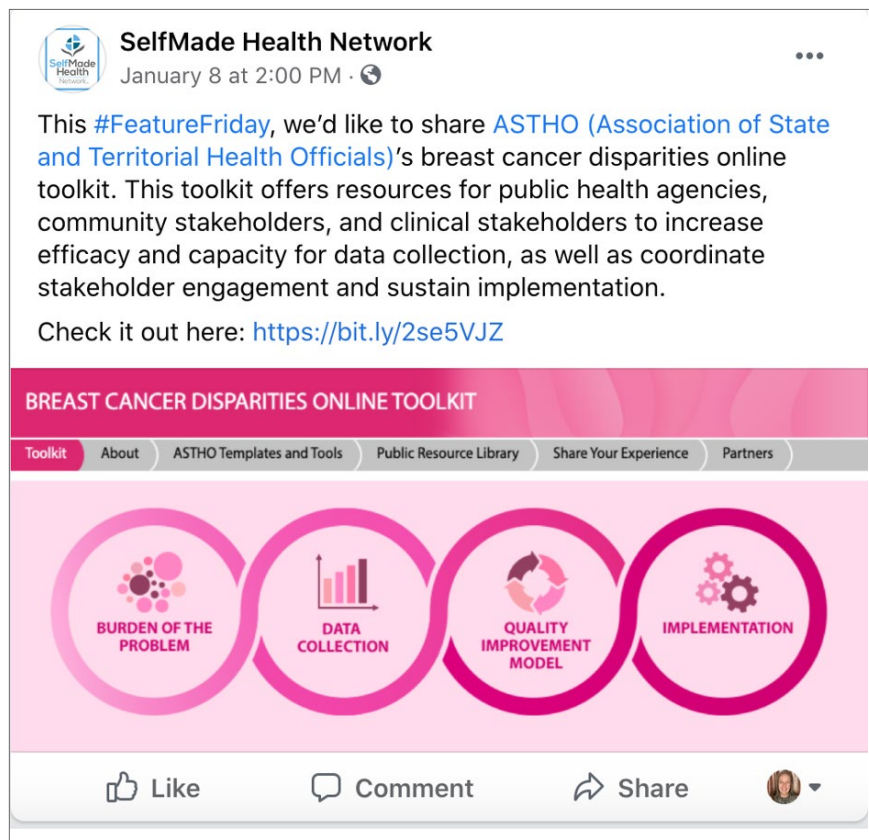 SelfMade Health Network
January 8 at 2:00 PM ·
SelfMade
Health
Network
This #FeatureFriday, we’d like to share ASTHO (Association of State
and Territorial Health Officials)’s breast cancer disparities online
toolkit. This toolkit offers resources for public health agencies,
community stakeholders, and clinical stakeholders to increase
efficacy and capacity for data collection, as well as coordinate
stakeholder engagement and sustain implementation.
Check it out here: https://bit.ly/2se5VJZ
BREAST CANCER DISPARITIES ONLINE TOOLKIT
Toolkit About ASTHO Templates and Tools Public Resource Library Share Your Experience Partners
BURDEN OF THE
PROBLEM
DATA
COLLECTION
QUALITY
IMPROVEMENT
MODEL
IMPLEMENTATION
Like Comment Share